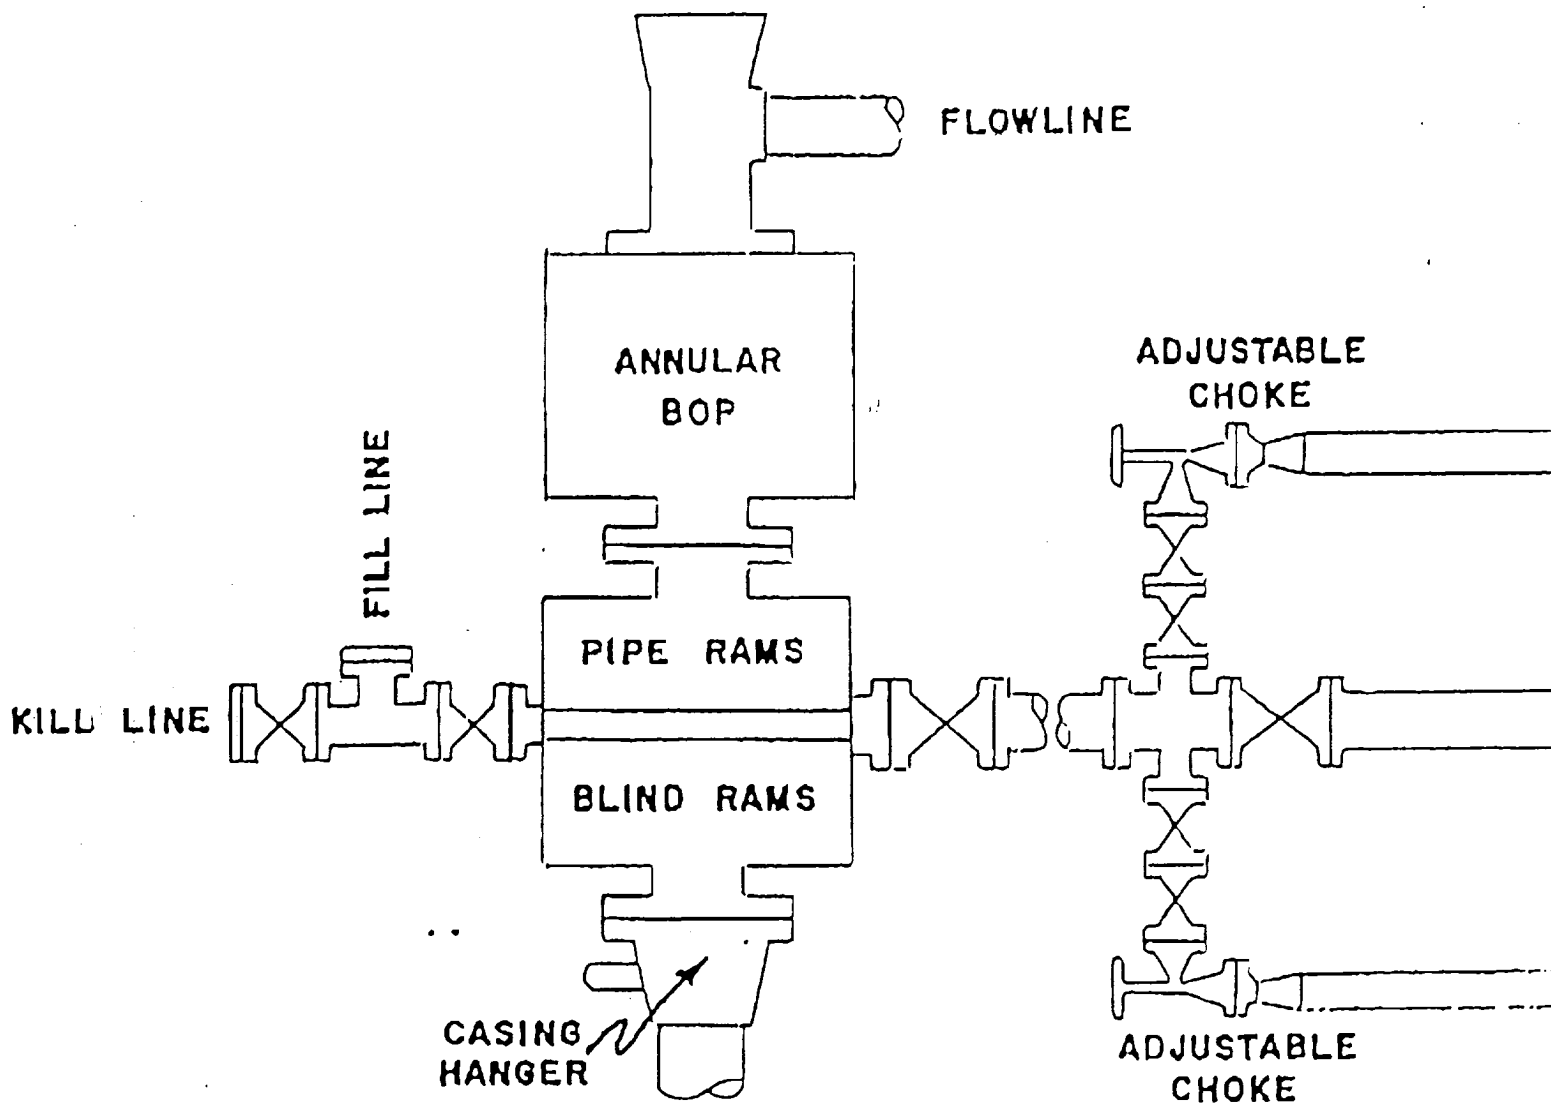 FLOWLINE
ANNULAR
BOP
ADJUSTABLE
CHOKE
FILL LINE
PIPE RAMS
KILL LINE
BLIND RAMS
CASING
HANGER
ADJUSTABLE
CHOKE